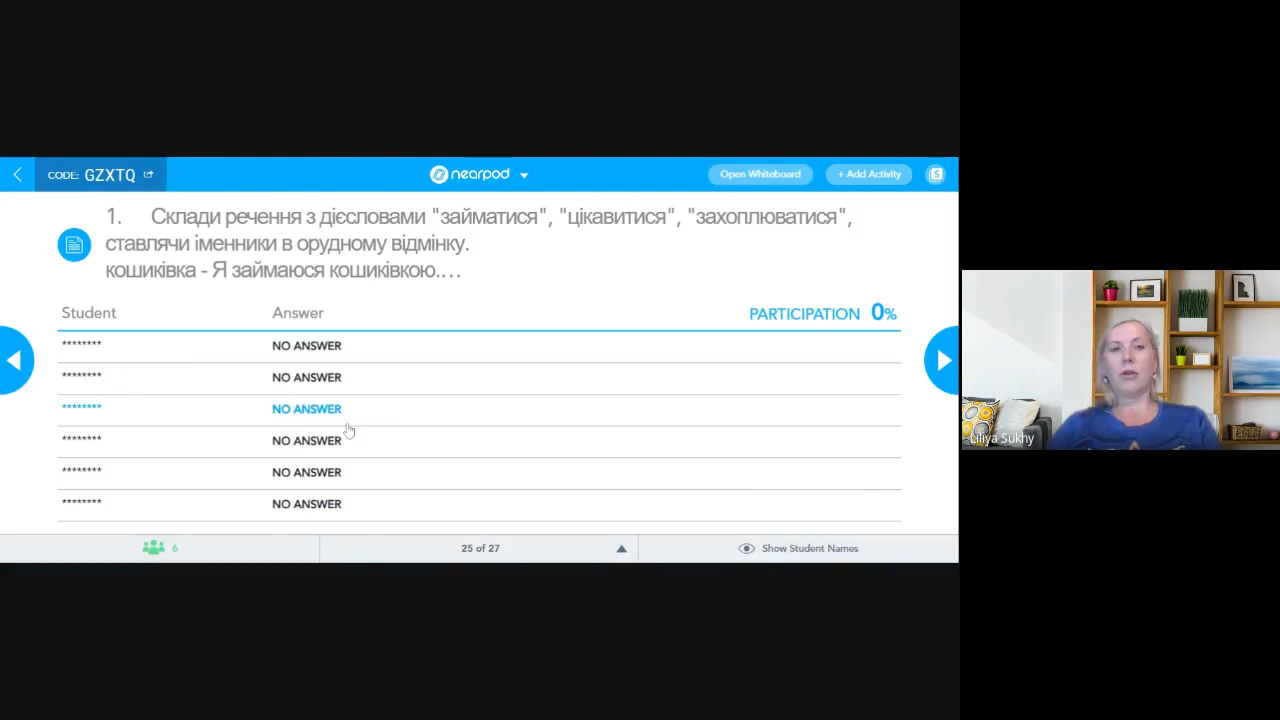 CODE: GZXTQ
nearpod
Open Whiteboard
+ Add Activity
S
1. Склади речення з дієсловами "займатися", "цікавитися", "захоплюватися",
ставлячи іменники в орудному відмінку.
кошиківка - Я займаюся кошиківкою.…
Student Answer PARTICIPATION 0%
******** NO ANSWER
******** NO ANSWER
******** NO ANSWER
******** NO ANSWER
******** NO ANSWER
******** NO ANSWER
6 25 of 27 Show Student Names
Liliya Sukhy